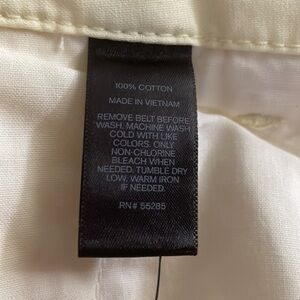 100% COTTON
MADE IN VIETNAM
REMOVE BELT BEFORE
WASH. MACHINE WASH
COLD WITH LIKE
COLORS. ONLY
NON-CHLORINE
BLEACH WHEN
NEEDED. TUMBLE DRY
LOW. WARM IRON
IF NEEDED.
RN# 55285